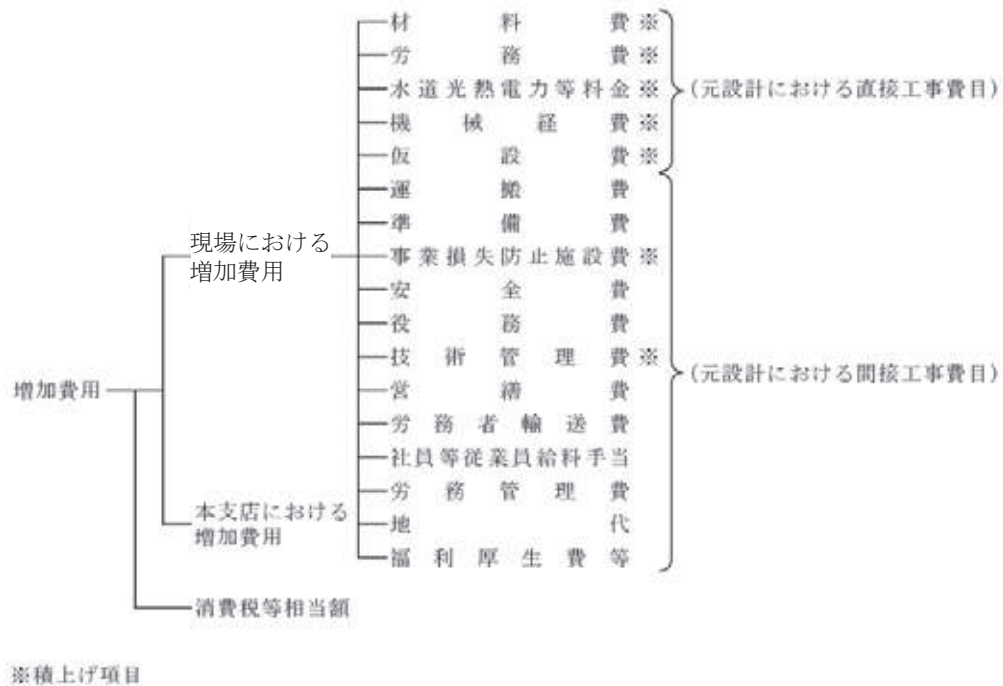 材料費※
労務費※
水道光熱電力等料金※
機械経費※
仮設費※
(元設計における直接工事費目)
運搬費
準備費
事業損失防止施設費※
安全費
役務費
技術管理費※
営繕費
労務者輸送費
社員等従業員給料手当
労務管理費
地代
福利厚生費等
(元設計における間接工事費目)
現場における
増加費用
増加費用
本支店における
増加費用
消費税等相当額
※積上げ項目